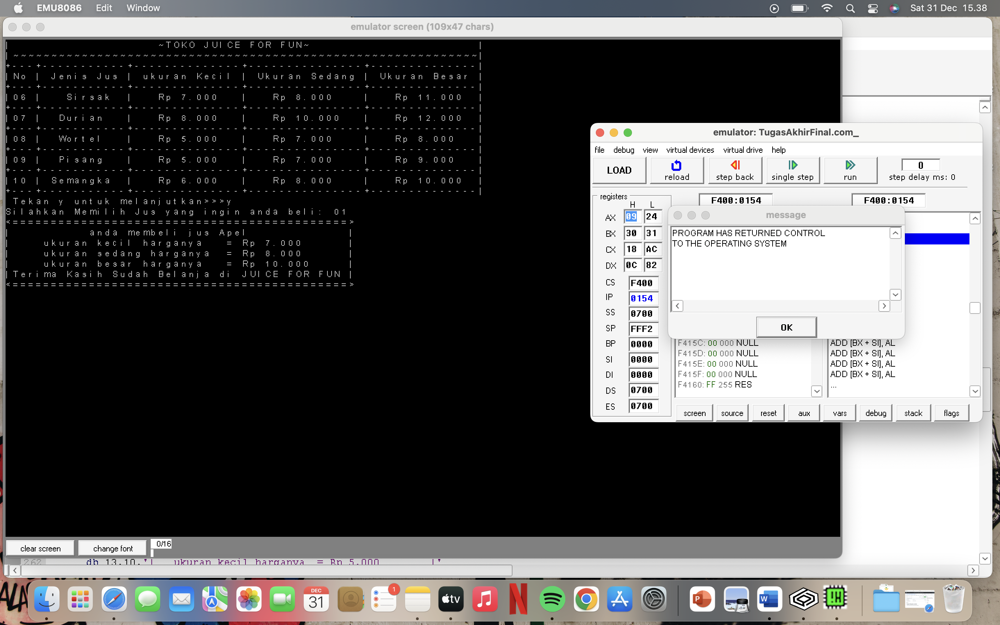 EMU8086 Edit Window Sat 31 Dec 15.38
emulator screen (109x47 chars)
| ~TOKO JUICE FOR FUN~ |
|~~~~~~~~~~~~~~~~~~~~~~~~~~~~~~~~~~~~~~~~~~~~~~~~~~~~~~~~~~~~~|
+---+-----------+--------------+---------------+--------------|
|No | Jenis Jus | ukuran Kecil | Ukuran Sedang | Ukuran Besar |
+---+-----------+--------------+---------------+--------------|
|06 | Sirsak | Rp 7.000 | Rp 8.000 | Rp 11.000 |
+---+-----------+--------------+---------------+--------------|
|07 | Durian | Rp 8.000 | Rp 10.000 | Rp 12.000 |
+---+-----------+--------------+---------------+--------------|
|08 | Wortel | Rp 5.000 | Rp 7.000 | Rp 8.000 |
+---+-----------+--------------+---------------+--------------|
|09 | Pisang | Rp 5.000 | Rp 7.000 | Rp 9.000 |
+---+-----------+--------------+---------------+--------------|
|10 | Semangka | Rp 6.000 | Rp 8.000 | Rp 10.000 |
+---+-----------+--------------+---------------+--------------|
Tekan y untuk melanjutkan>>>y
Silahkan Memilih Jus yang ingin anda beli: 01
<============================================>
| anda membeli jus Apel |
| ukuran kecil harganya = Rp 7.000 |
| ukuran sedang harganya = Rp 8.000 |
| ukuran besar harganya = Rp 10.000 |
|Terima Kasih Sudah Belanja di JUICE FOR FUN |
<============================================>
clear screen change font 0/16
262 db 13,10,'| ukuran kecil harganya = Rp 5.000 |'
emulator: TugasAkhirFinal.com_
file debug view virtual devices virtual drive help
LOAD reload step back single step run 0
step delay ms: 0
registers F400:0154 F400:0154
H L
AX 09 24
BX 30 31
CX 18 AC
DX 0C 82
CS F400
IP 0154
SS 0700
SP FFF2
BP 0000
SI 0000
DI 0000
DS 0700
ES 0700
message
PROGRAM HAS RETURNED CONTROL
TO THE OPERATING SYSTEM
OK
F415C: 00 000 NULL ADD [BX + SI], AL
F415D: 00 000 NULL ADD [BX + SI], AL
F415E: 00 000 NULL ADD [BX + SI], AL
F415F: 00 000 NULL ADD [BX + SI], AL
F4160: FF 255 RES ...
screen source reset aux vars debug stack flags
DEC
31
1
tv
P
W